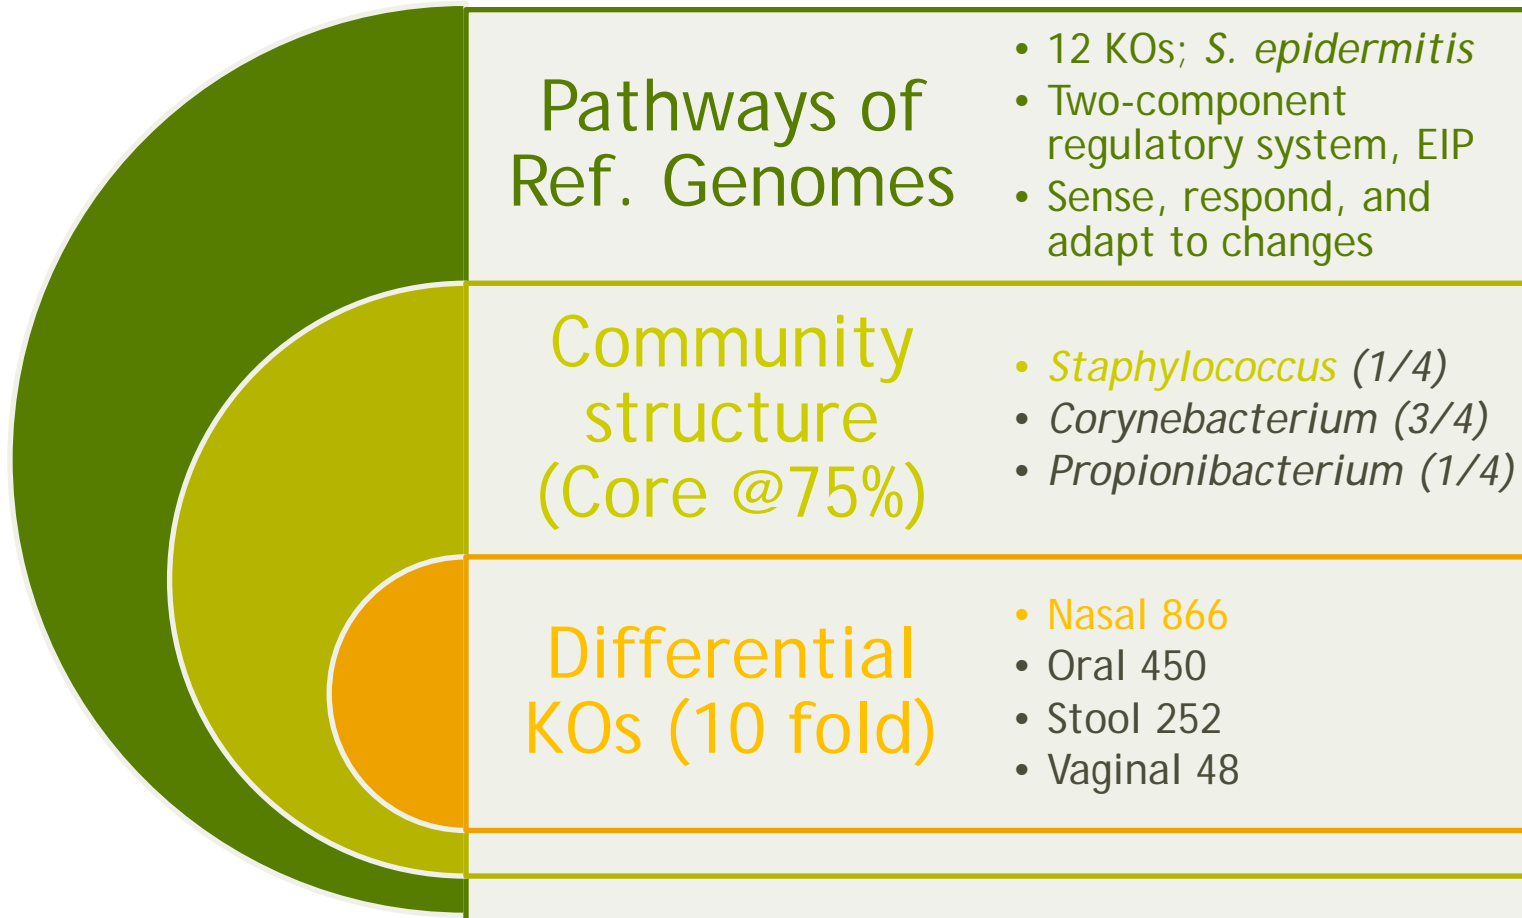 Pathways of
Ref. Genomes
• 12 KOs; S. epidermitis
• Two-component
regulatory system, EIP
• Sense, respond, and
adapt to changes
Community
structure
(Core @75%)
• Staphylococcus (1/4)
• Corynebacterium (3/4)
• Propionibacterium (1/4)
Differential
KOs (10 fold)
• Nasal 866
• Oral 450
• Stool 252
• Vaginal 48